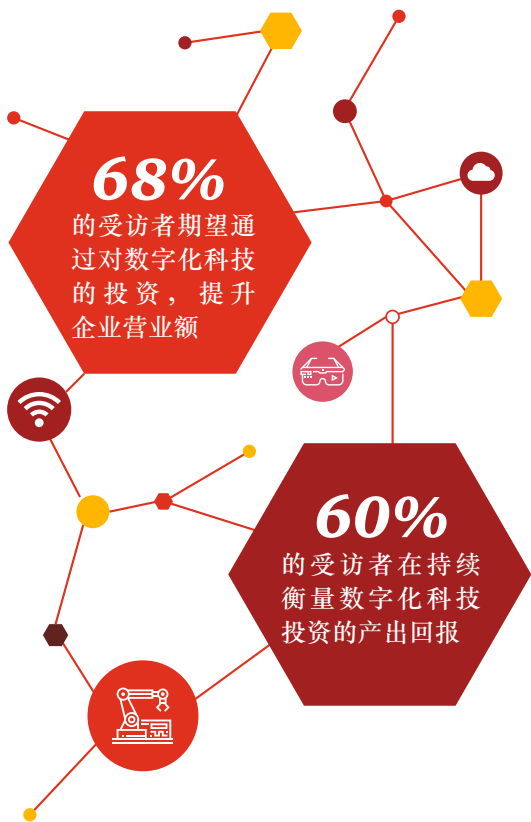 68%
的受访者期望通
过对数字化科技
的投资，提升
企业营业额
60%
的受访者在持续
衡量数字化科技
投资的产出回报